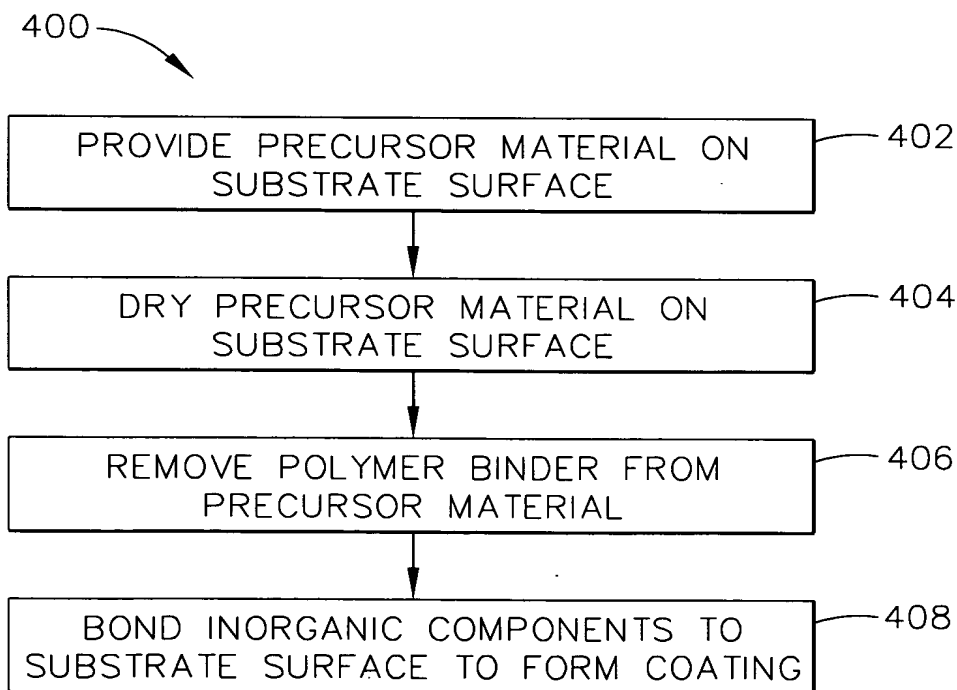 400
PROVIDE PRECURSOR MATERIAL ON
SUBSTRATE SURFACE
402
DRY PRECURSOR MATERIAL ON
SUBSTRATE SURFACE
404
REMOVE POLYMER BINDER FROM
PRECURSOR MATERIAL
406
BOND INORGANIC COMPONENTS TO
SUBSTRATE SURFACE TO FORM COATING
408